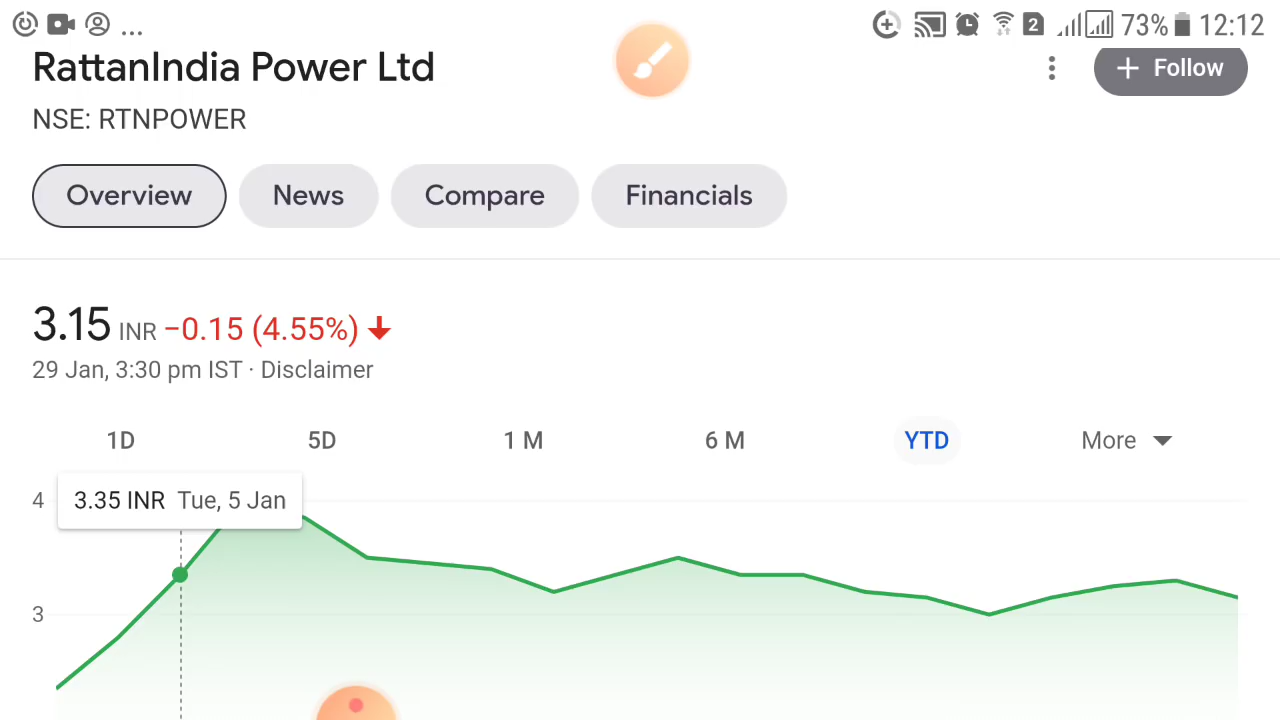 ... 2 73% 12:12
RattanIndia Power Ltd
+ Follow
NSE: RTNPOWER
Overview News Compare Financials
3.15 INR −0.15 (4.55%)
29 Jan, 3:30 pm IST · Disclaimer
1D 5D 1 M 6 M YTD More
4
3.35 INR Tue, 5 Jan
3